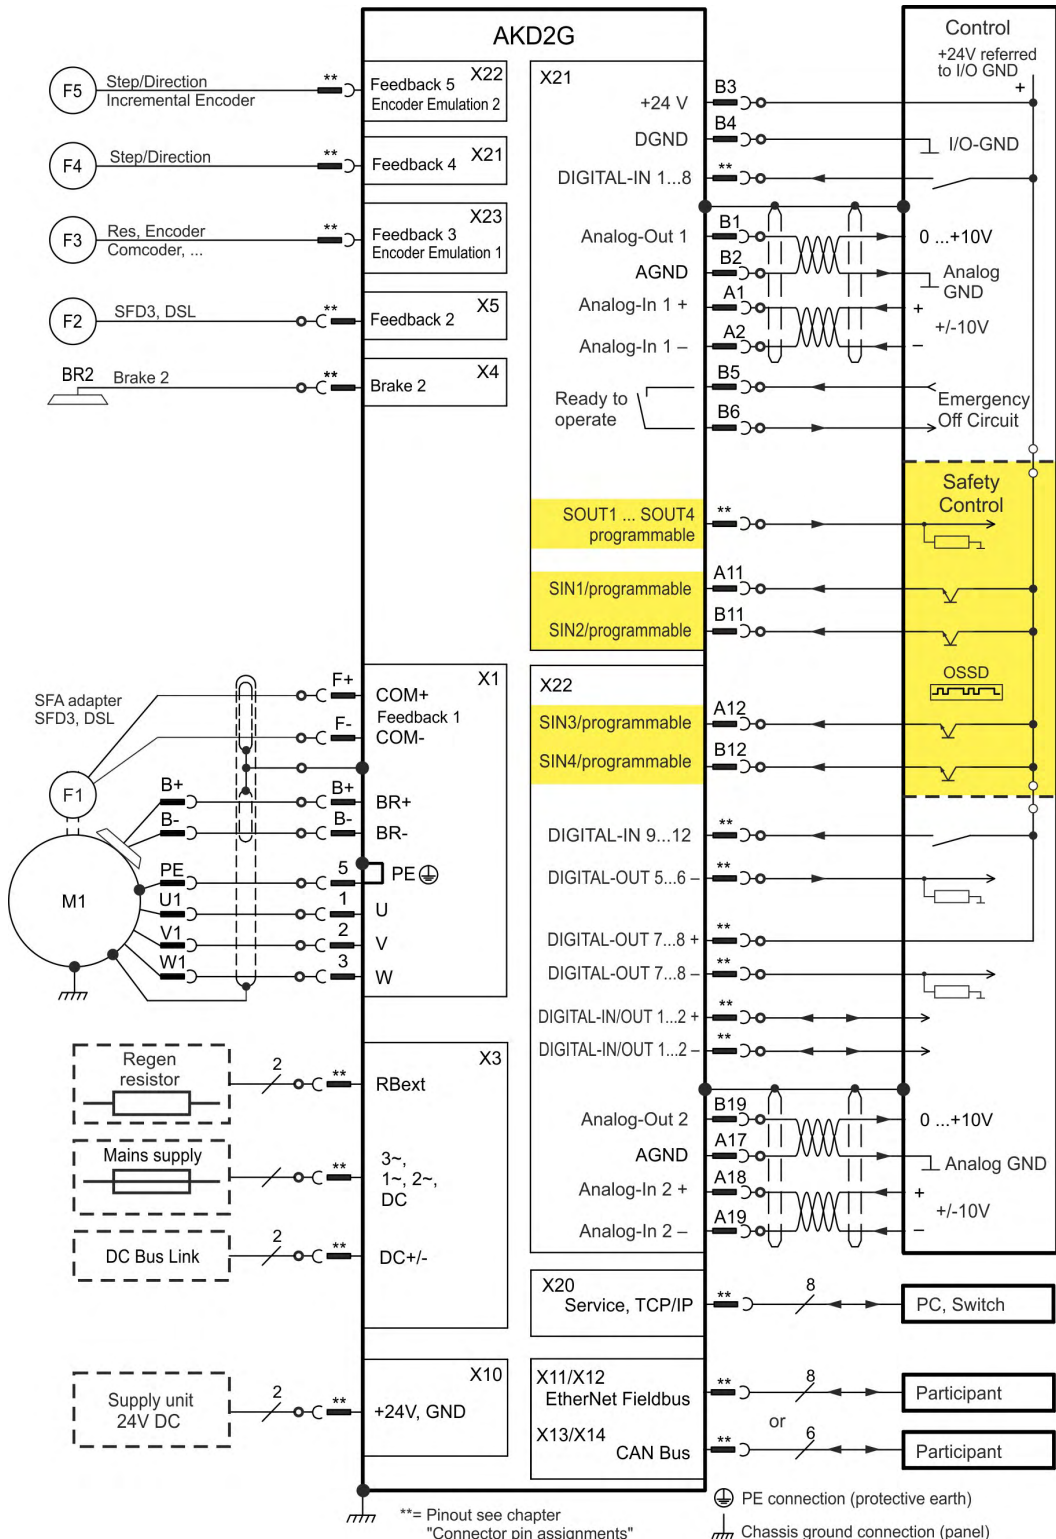 AKD2G
Control
+24V referred
to I/O GND
+
F5
Step/Direction
Incremental Encoder
**
Feedback 5
X22
Encoder Emulation 2
F4
Step/Direction
**
Feedback 4
X21
F3
Res, Encoder
Comcoder, ...
**
X23
Feedback 3
Encoder Emulation 1
F2
SFD3, DSL
**
X5
Feedback 2
BR2
Brake 2
**
X4
Brake 2
X21
+24 V
B3
DGND
B4
I/O-GND
DIGITAL-IN 1...8
**
Analog-Out 1
B1
0 ...+10V
AGND
B2
Analog
GND
Analog-In 1 +
A1
+
+/-10V
Analog-In 1 –
A2
–
Ready to
operate
B5
B6
Emergency
Off Circuit
Safety
Control
SOUT1 ... SOUT4
programmable
**
SIN1/programmable
A11
SIN2/programmable
B11
OSSD
X22
SIN3/programmable
A12
SIN4/programmable
B12
DIGITAL-IN 9...12
**
DIGITAL-OUT 5...6 –
**
DIGITAL-OUT 7...8 +
**
DIGITAL-OUT 7...8 –
**
DIGITAL-IN/OUT 1...2 +
**
DIGITAL-IN/OUT 1...2 –
**
Analog-Out 2
B19
0 ...+10V
AGND
A17
Analog GND
Analog-In 2 +
A18
+
+/-10V
Analog-In 2 –
A19
–
SFA adapter
SFD3, DSL
F1
M1
X1
F+
COM+
Feedback 1
F-
COM-
B+
B+
BR+
B-
B-
BR-
PE
5
PE
U1
1
U
V1
2
V
W1
3
W
Regen
resistor
2
**
X3
RBext
Mains supply
**
3~,
1~, 2~,
DC
DC Bus Link
2
**
DC+/-
Supply unit
24V DC
2
**
X10
+24V, GND
X20
Service, TCP/IP
**
8
PC, Switch
X11/X12
EtherNet Fieldbus
**
8
Participant
or
X13/X14
CAN Bus
**
6
Participant
**= Pinout see chapter
"Connector pin assignments"
PE connection (protective earth)
Chassis ground connection (panel)